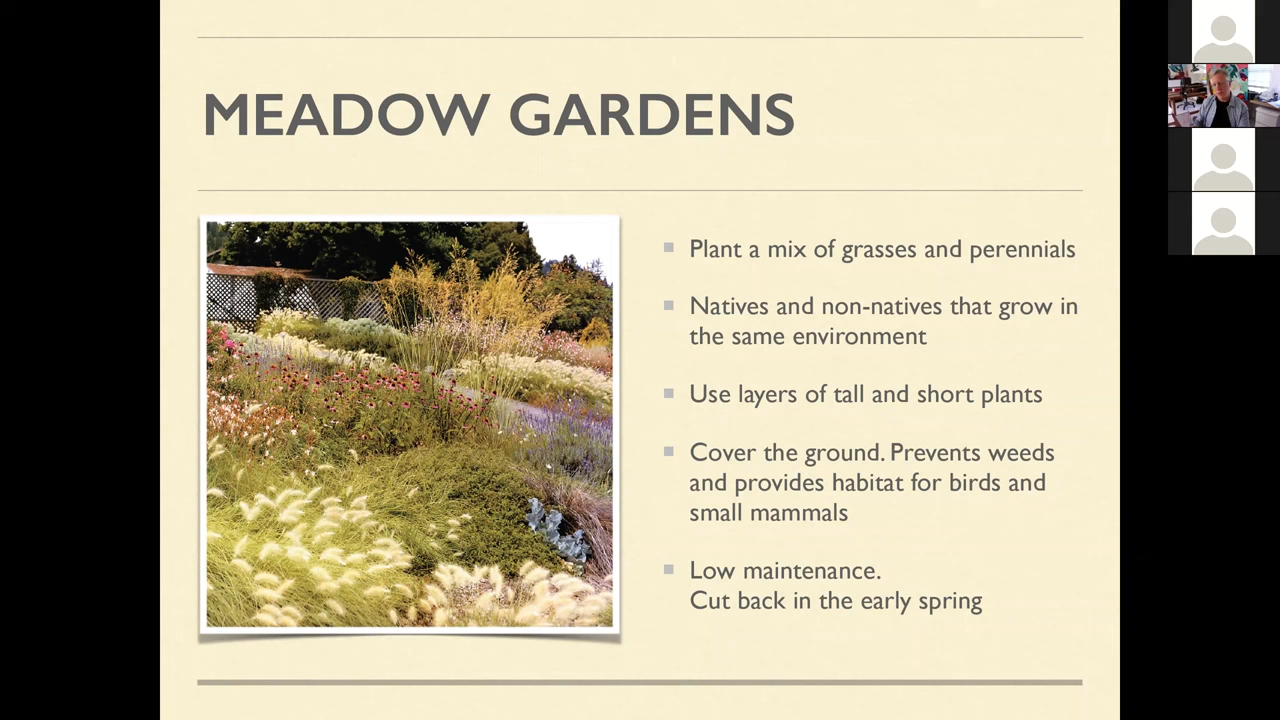 MEADOW GARDENS
Plant a mix of grasses and perennials
Natives and non-natives that grow in
the same environment
Use layers of tall and short plants
Cover the ground. Prevents weeds
and provides habitat for birds and
small mammals
Low maintenance.
Cut back in the early spring